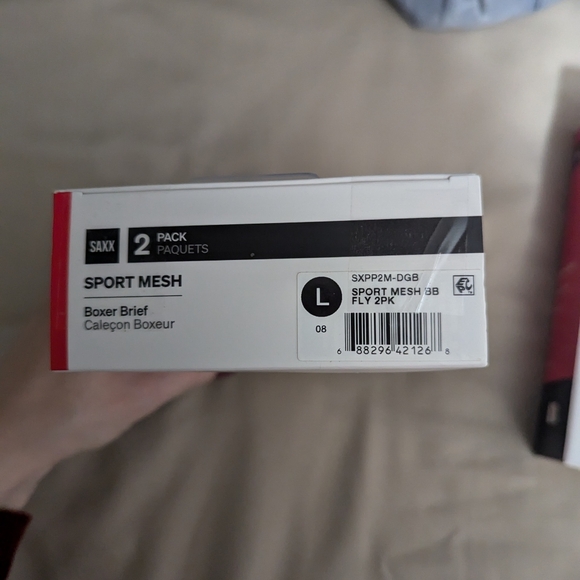 SAXX
2 PACK
PAQUETS
SPORT MESH
Boxer Brief
Caleçon Boxeur
L
08
SXPP2M-DGB
SPORT MESH BB
FLY 2PK
6 88296 42126 8